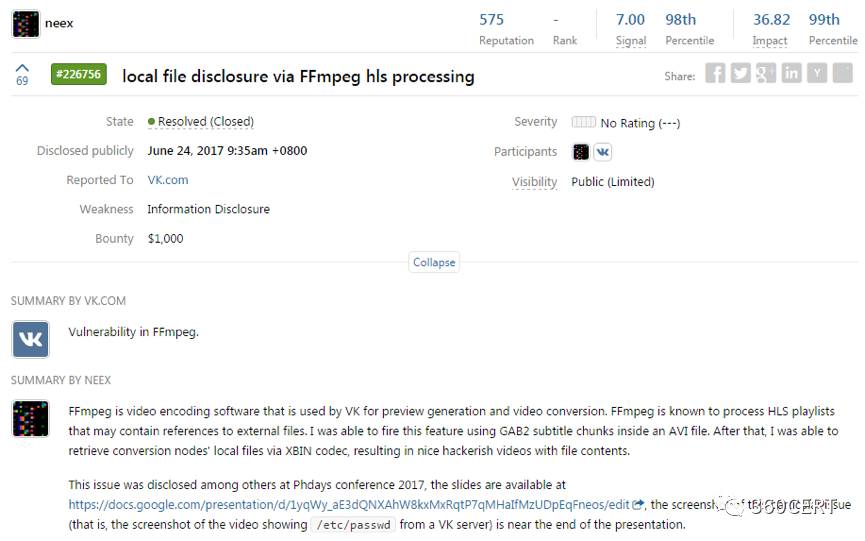 neex
575 - 7.00 98th 36.82 99th
Reputation Rank Signal Percentile Impact Percentile
69 #226756 local file disclosure via FFmpeg hls processing Share:
State Resolved (Closed) Severity No Rating (---)
Disclosed publicly June 24, 2017 9:35am +0800 Participants
Reported To VK.com Visibility Public (Limited)
Weakness Information Disclosure
Bounty $1,000
Collapse
SUMMARY BY VK.COM
Vulnerability in FFmpeg.
SUMMARY BY NEEX
FFmpeg is video encoding software that is used by VK for preview generation and video conversion. FFmpeg is known to process HLS playlists
that may contain references to external files. I was able to fire this feature using GAB2 subtitle chunks inside an AVI file. After that, I was able to
retrieve conversion nodes' local files via XBIN codec, resulting in nice hackerish videos with file contents.
This issue was disclosed among others at Phdays conference 2017, the slides are available at
https://docs.google.com/presentation/d/1yqWy_aE3dQNXAhW8kxMxRqtP7qMHaIfMzUDpEqFneos/edit , the screenshot of the issue
(that is, the screenshot of the video showing /etc/passwd from a VK server) is near the end of the presentation.
360CERT